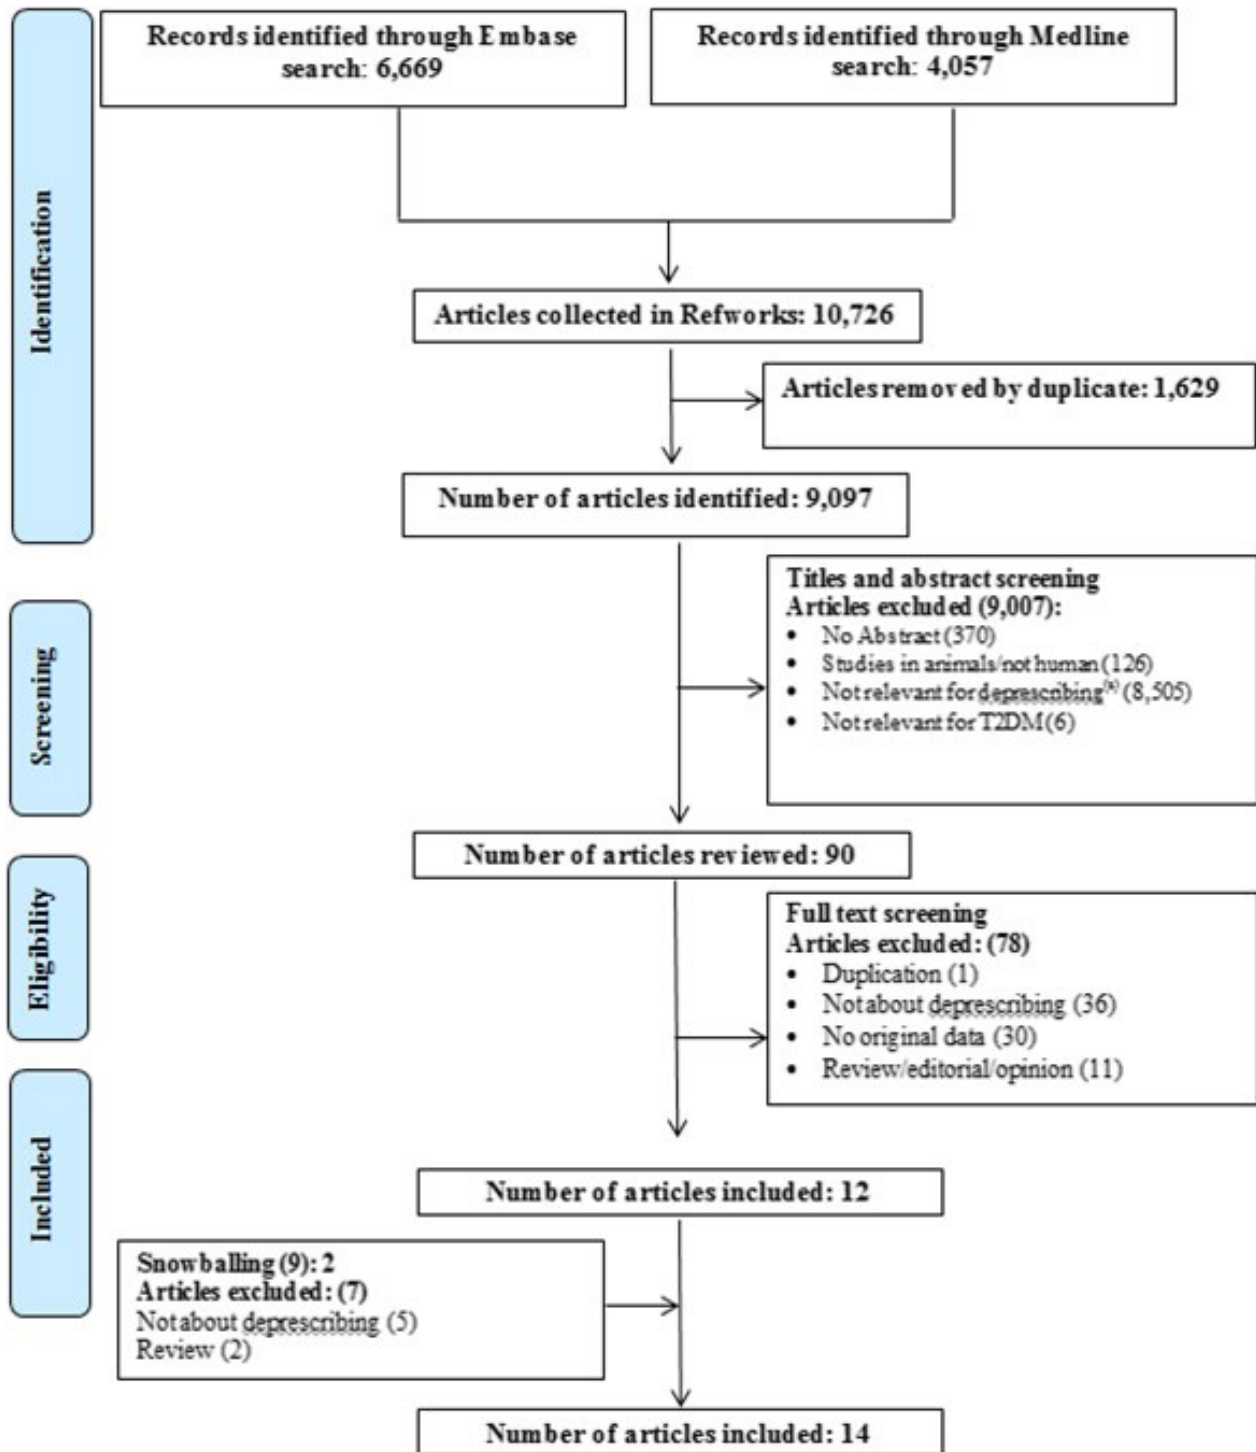 Identification
Records identified through Embase
search: 6,669
Records identified through Medline
search: 4,057
Articles collected in Refworks: 10,726
Articles removed by duplicate: 1,629
Number of articles identified: 9,097
Screening
Titles and abstract screening
Articles excluded (9,007):
• No Abstract (370)
• Studies in animals/not human (126)
• Not relevant for deprescribing (8,505)
• Not relevant for T2DM (6)
Number of articles reviewed: 90
Eligibility
Full text screening
Articles excluded: (78)
• Duplication (1)
• Not about deprescribing (36)
• No original data (30)
• Review/editorial/opinion (11)
Included
Number of articles included: 12
Snowballing (9): 2
Articles excluded: (7)
Not about deprescribing (5)
Review (2)
Number of articles included: 14